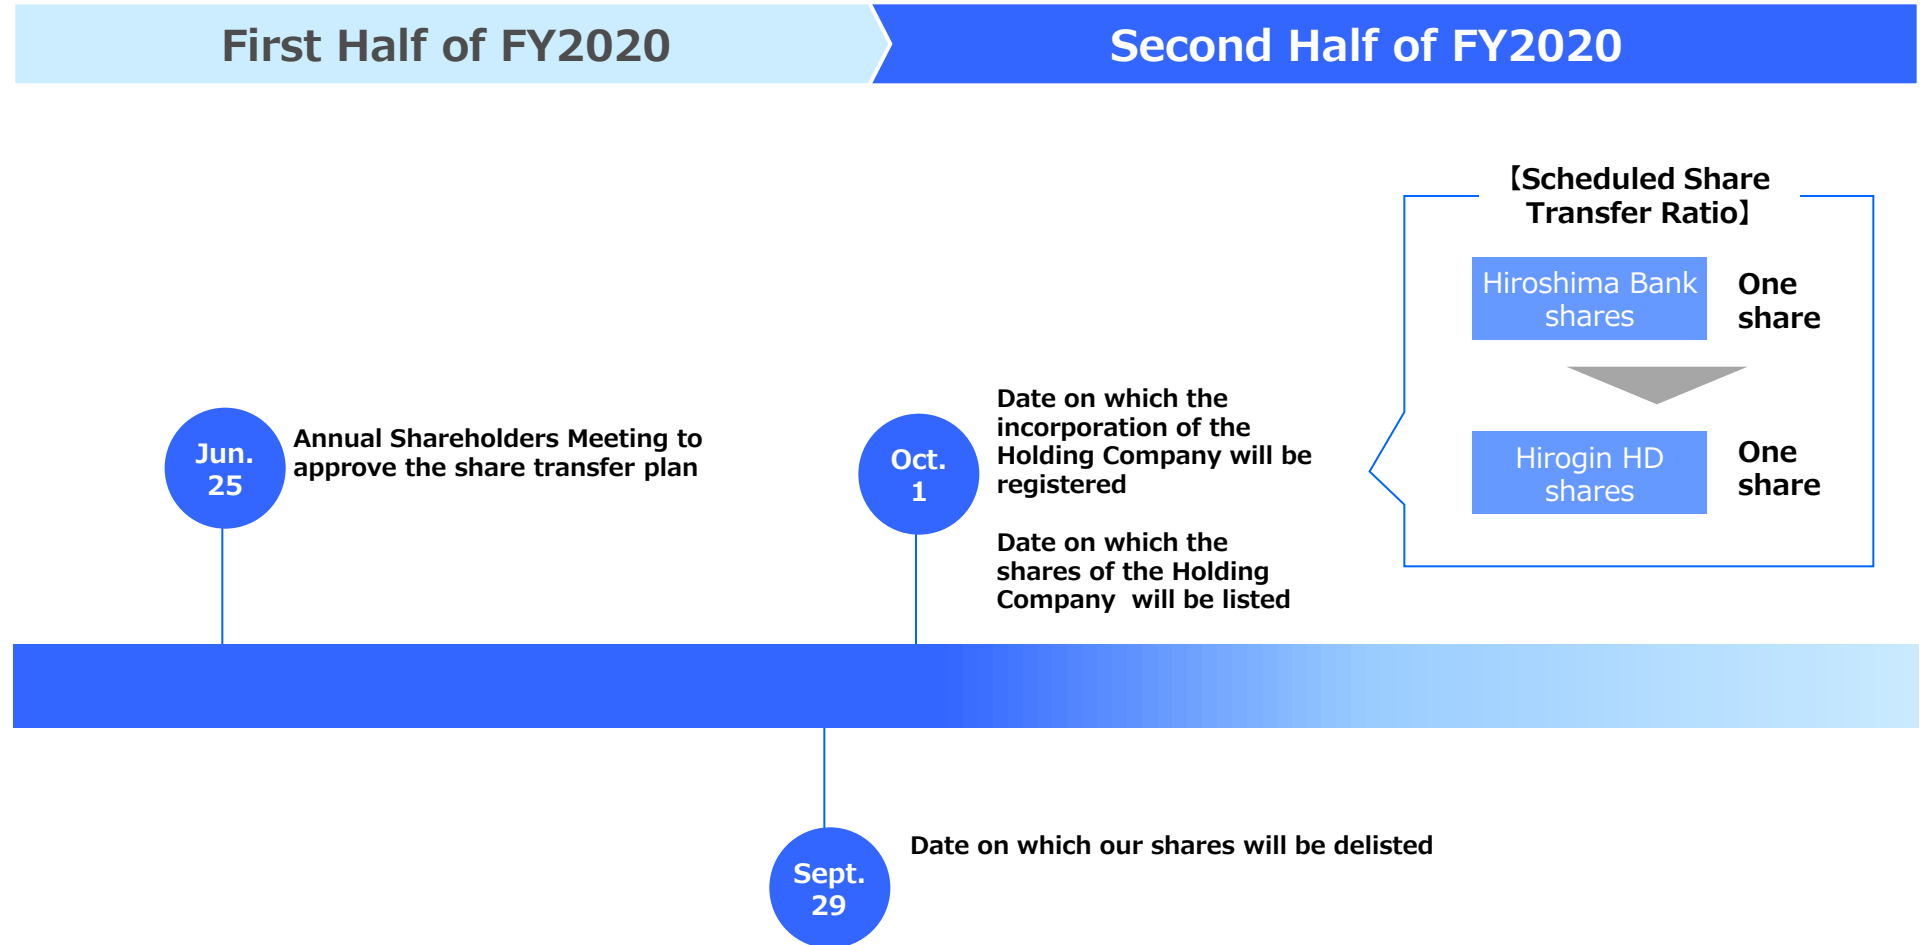 First Half of FY2020
Second Half of FY2020
【Scheduled Share
Transfer Ratio】
Hiroshima Bank
shares
One
share
Hirogin HD
shares
One
share
Jun.
25
Annual Shareholders Meeting to
approve the share transfer plan
Oct.
1
Date on which the
incorporation of the
Holding Company will be
registered
Date on which the
shares of the Holding
Company will be listed
Sept.
29
Date on which our shares will be delisted